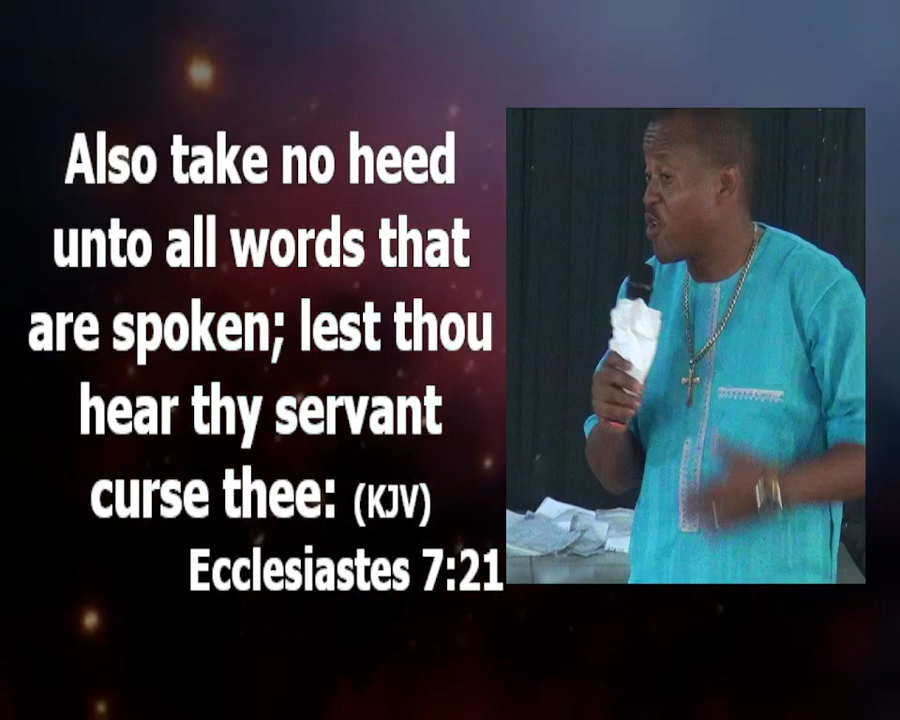 Also take no heed
unto all words that
are spoken; lest thou
hear thy servant
curse thee: (KJV)
Ecclesiastes 7:21